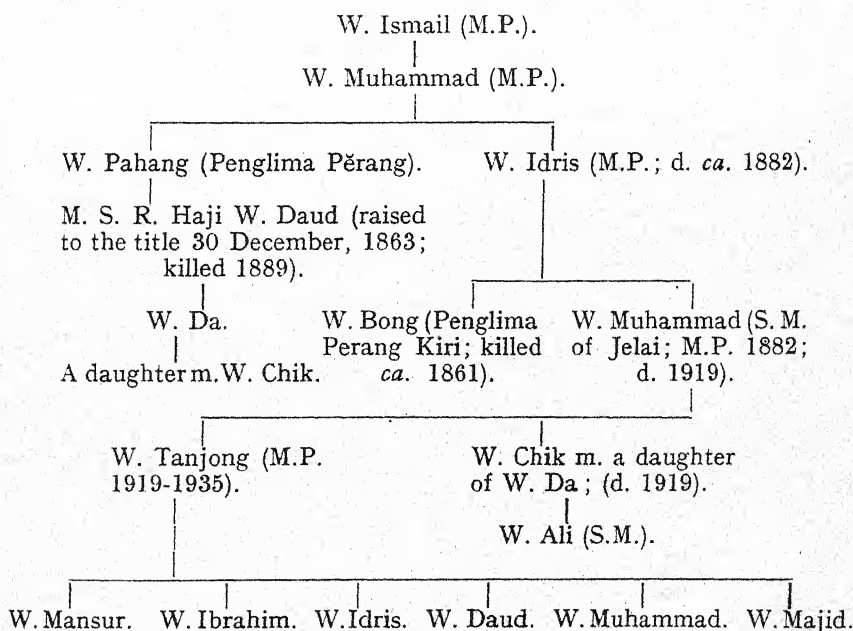 W. Ismail (M.P.).
W. Muhammad (M.P.).
W. Pahang (Penglima Pĕrang).
W. Idris (M.P.; d. ca. 1882).
M. S. R. Haji W. Daud (raised
to the title 30 December, 1863;
killed 1889).
W. Da.
A daughter m. W. Chik.
W. Bong (Penglima
Perang Kiri; killed
ca. 1861).
W. Muhammad (S. M.
of Jelai; M.P. 1882;
d. 1919).
W. Tanjong (M.P.
1919-1935).
W. Chik m. a daughter
of W. Da; (d. 1919).
W. Ali (S.M.).
W. Mansur. W. Ibrahim. W. Idris. W. Daud. W. Muhammad. W. Majid.